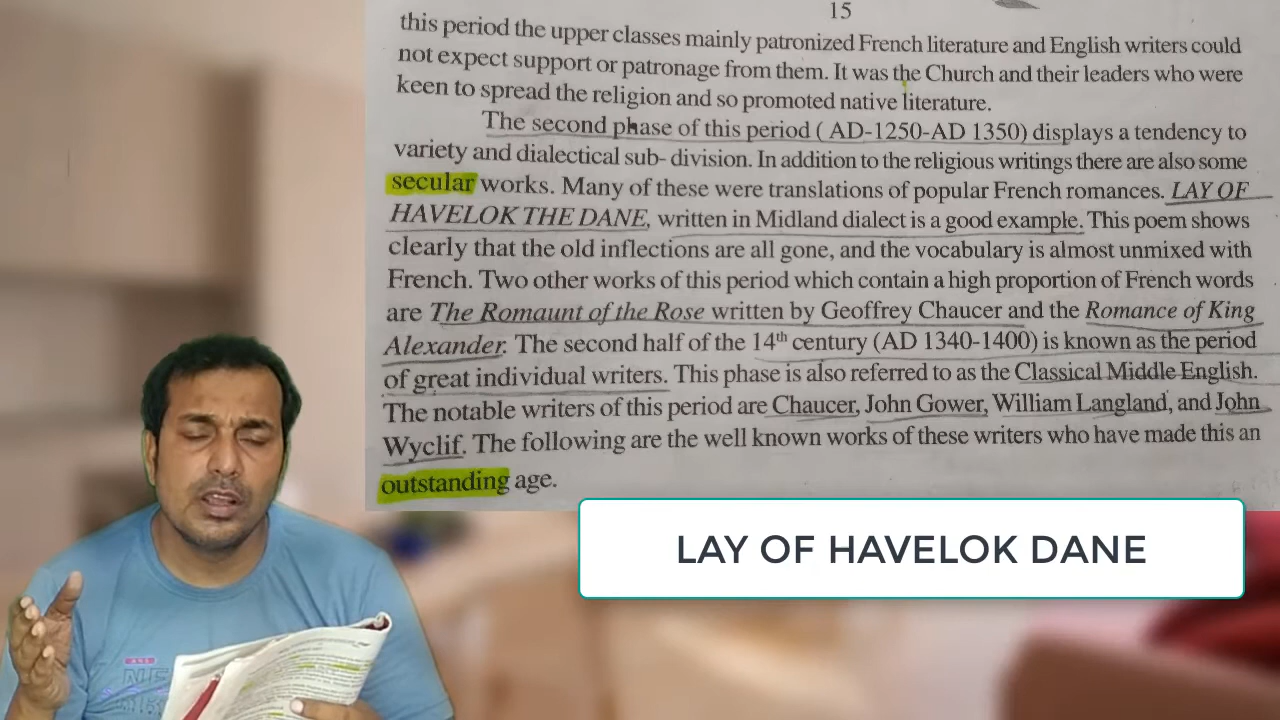 15
this period the upper classes mainly patronized French literature and English writers could
not expect support or patronage from them. It was the Church and their leaders who were
keen to spread the religion and so promoted native literature.
The second phase of this period ( AD-1250-AD 1350) displays a tendency to
variety and dialectical sub- division. In addition to the religious writings there are also some
secular works. Many of these were translations of popular French romances. LAY OF
HAVELOK THE DANE, written in Midland dialect is a good example. This poem shows
clearly that the old inflections are all gone, and the vocabulary is almost unmixed with
French. Two other works of this period which contain a high proportion of French words
are The Romaunt of the Rose written by Geoffrey Chaucer and the Romance of King
Alexander. The second half of the 14th century (AD 1340-1400) is known as the period
of great individual writers. This phase is also referred to as the Classical Middle English.
The notable writers of this period are Chaucer, John Gower, William Langland, and John
Wyclif. The following are the well known works of these writers who have made this an
outstanding age.
LAY OF HAVELOK DANE